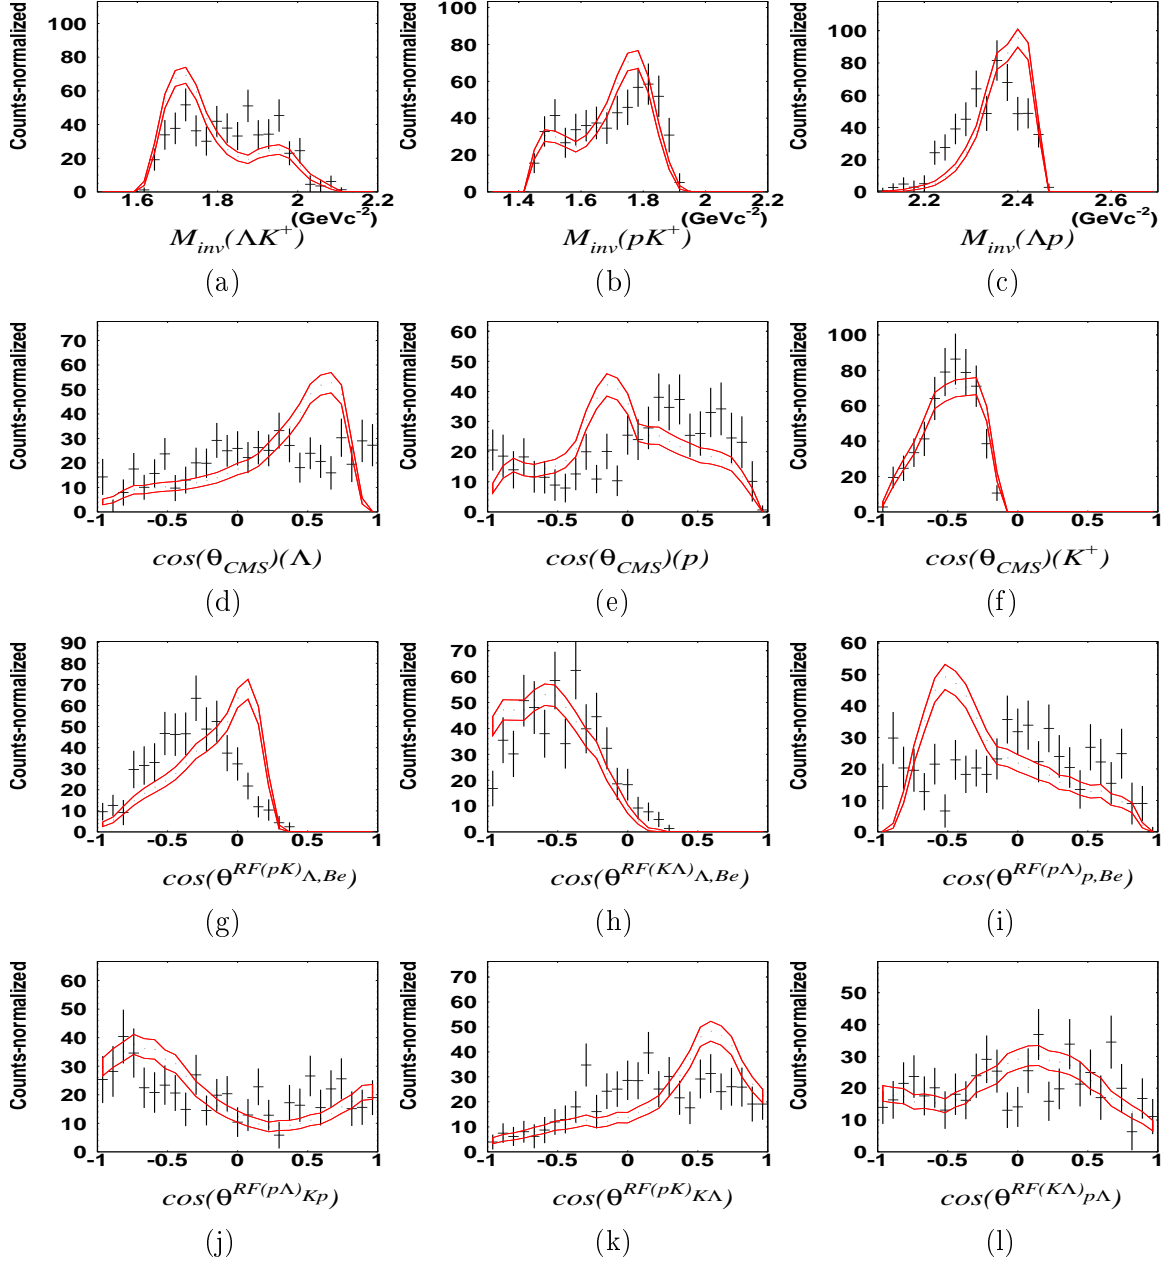 Counts-normalized
100
80
60
40
20
0
1.6 1.8 2 2.2
(GeVc⁻²)
M_inv(ΛK⁺)
(a)
Counts-normalized
100
80
60
40
20
0
1.4 1.6 1.8 2 2.2
(GeVc⁻²)
M_inv(pK⁺)
(b)
Counts-normalized
120
100
80
60
40
20
0
2.2 2.4 2.6
(GeVc⁻²)
M_inv(Λp)
(c)
Counts-normalized
70
60
50
40
30
20
10
0
-1 -0.5 0 0.5 1
cos(Θ_CMS)(Λ)
(d)
Counts-normalized
60
50
40
30
20
10
0
-1 -0.5 0 0.5 1
cos(Θ_CMS)(p)
(e)
Counts-normalized
100
80
60
40
20
0
-1 -0.5 0 0.5 1
cos(Θ_CMS)(K⁺)
(f)
Counts-normalized
90
80
70
60
50
40
30
20
10
0
-1 -0.5 0 0.5 1
cos(Θ^RF(pK)_Λ,Be)
(g)
Counts-normalized
70
60
50
40
30
20
10
0
-1 -0.5 0 0.5 1
cos(Θ^RF(KΛ)_Λ,Be)
(h)
Counts-normalized
60
50
40
30
20
10
0
-1 -0.5 0 0.5 1
cos(Θ^RF(pΛ)_p,Be)
(i)
Counts-normalized
60
50
40
30
20
10
0
-1 -0.5 0 0.5 1
cos(Θ^RF(pΛ)_Kp)
(j)
Counts-normalized
70
60
50
40
30
20
10
0
-1 -0.5 0 0.5 1
cos(Θ^RF(pK)_KΛ)
(k)
Counts-normalized
50
40
30
20
10
0
-1 -0.5 0 0.5 1
cos(Θ^RF(KΛ)_pΛ)
(l)